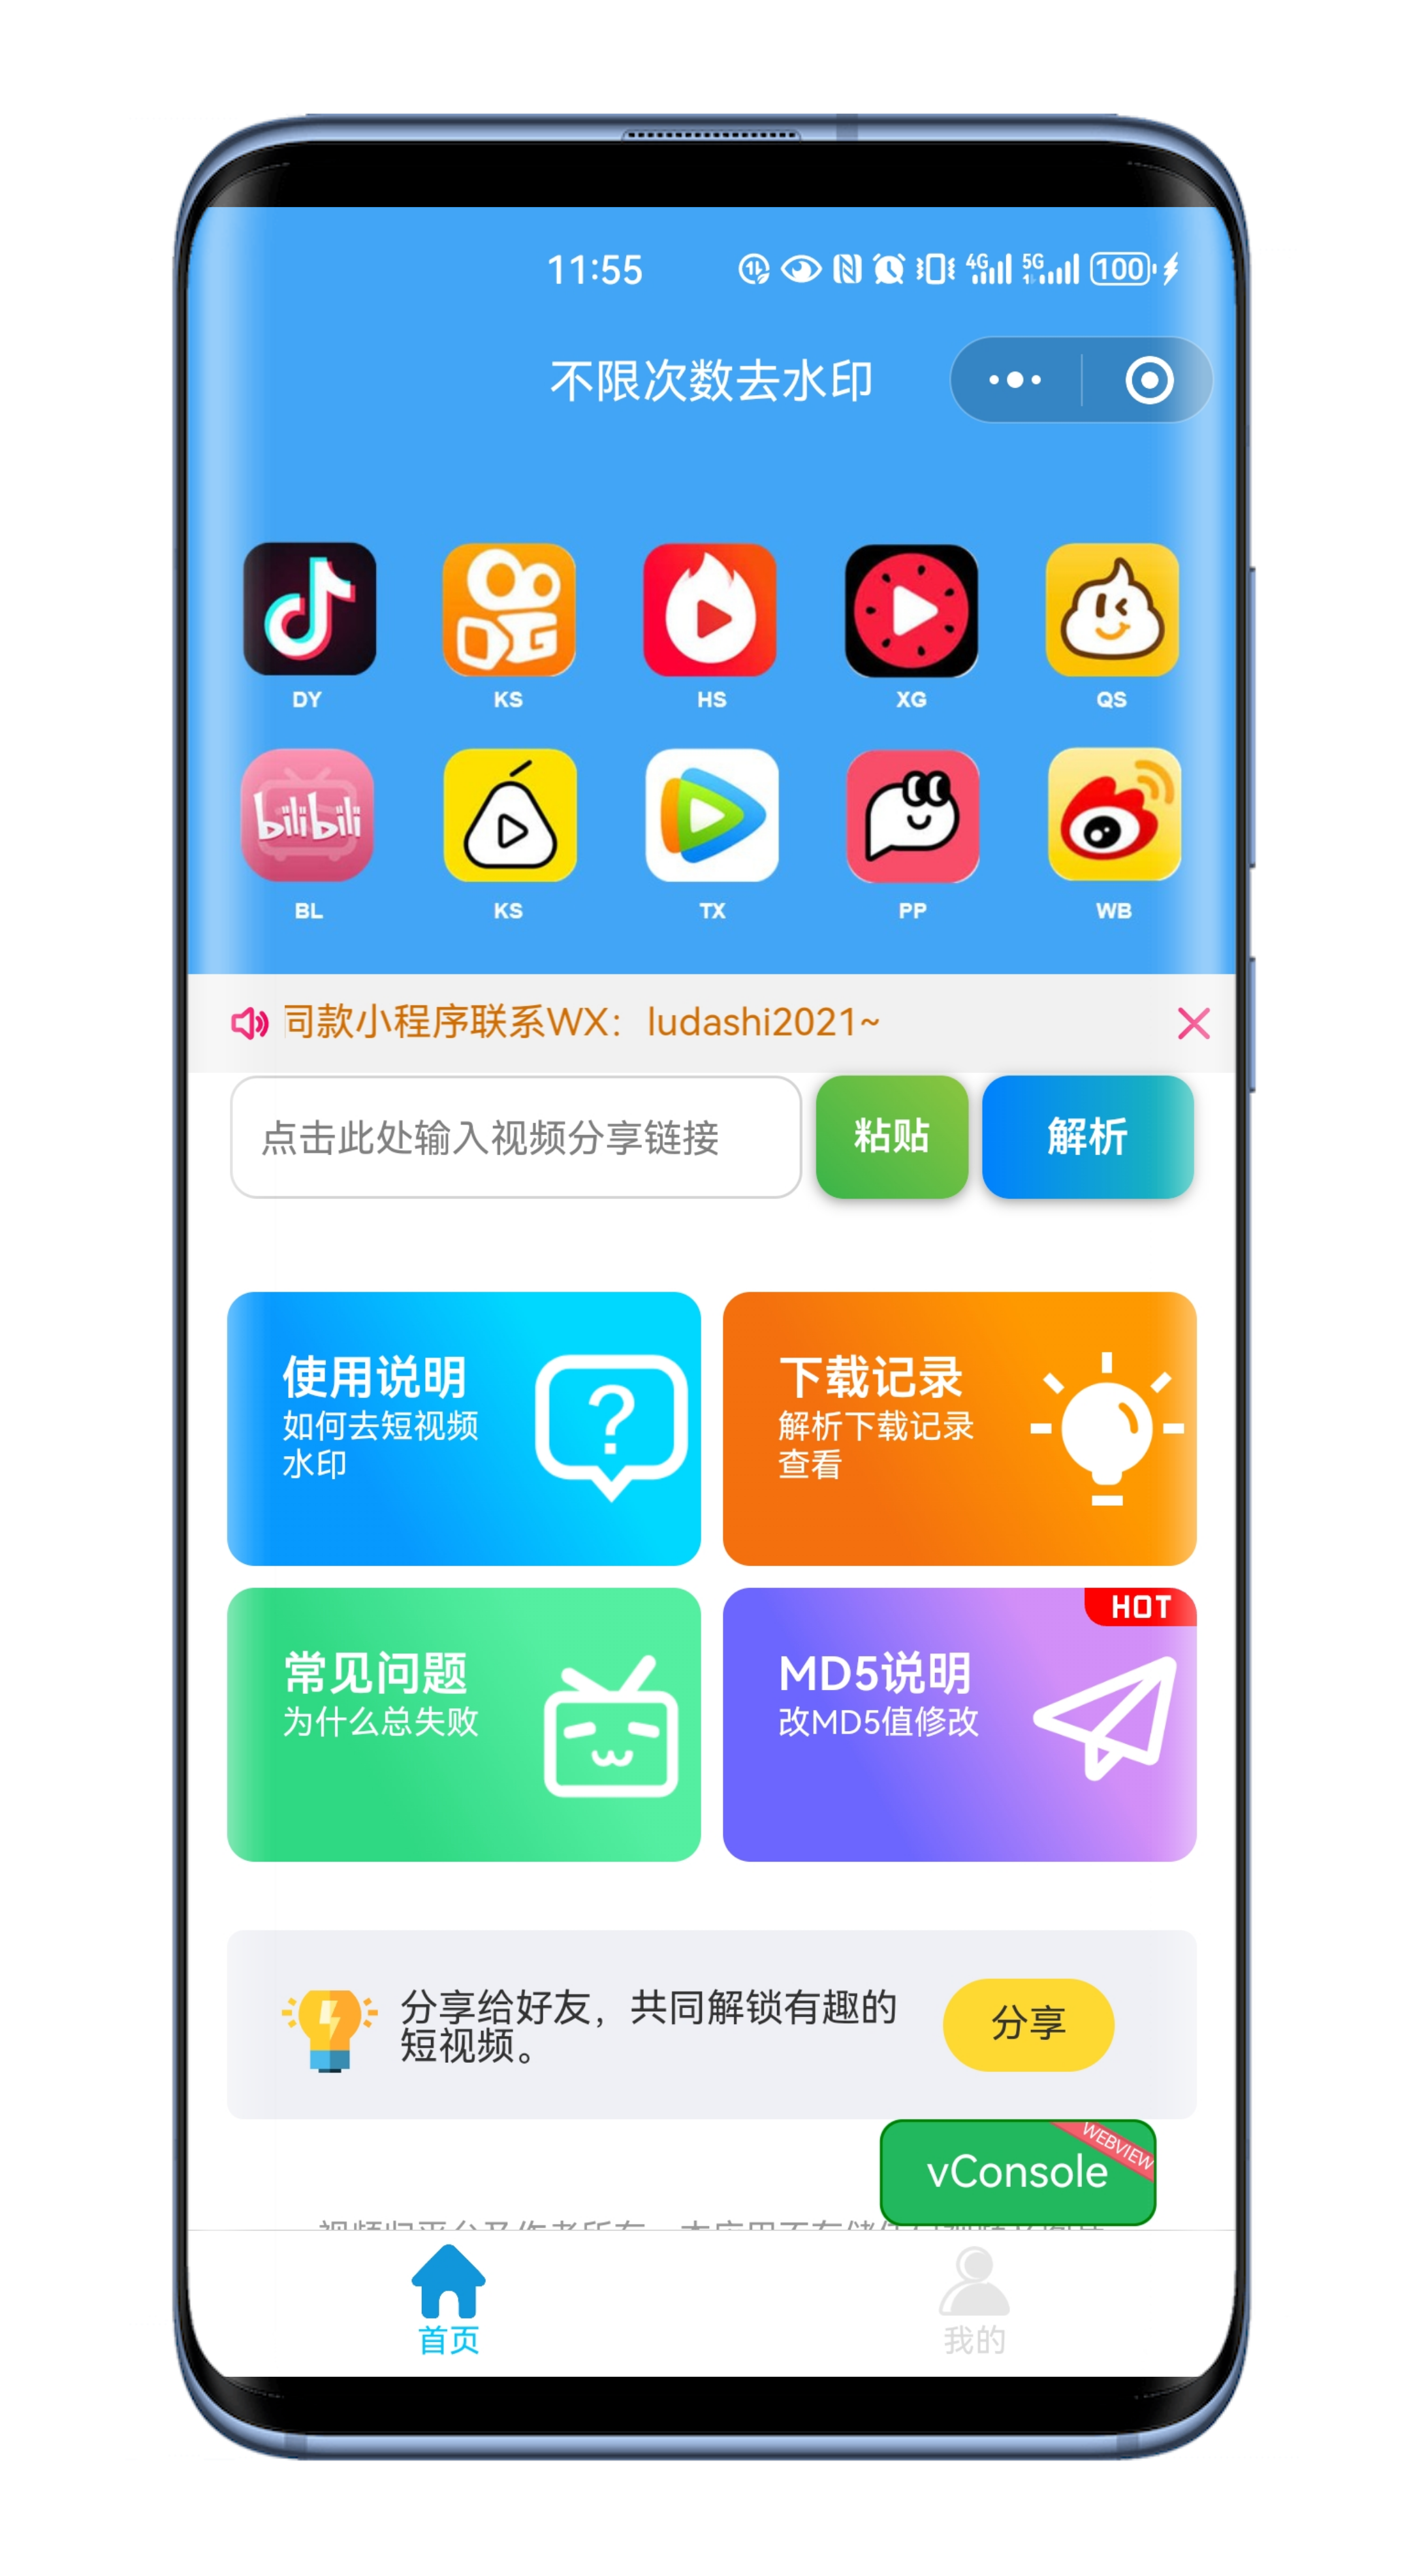 11:55
4G
5G
100
不限次数去水印
DY
KS
HS
XG
QS
bilibili
BL
KS
TX
PP
WB
同款小程序联系WX：ludashi2021~
点击此处输入视频分享链接
粘贴
解析
使用说明
如何去短视频
水印
下载记录
解析下载记录
查看
常见问题
为什么总失败
HOT
MD5说明
改MD5值修改
分享给好友，共同解锁有趣的
短视频。
分享
WEBVIEW
vConsole
首页
我的